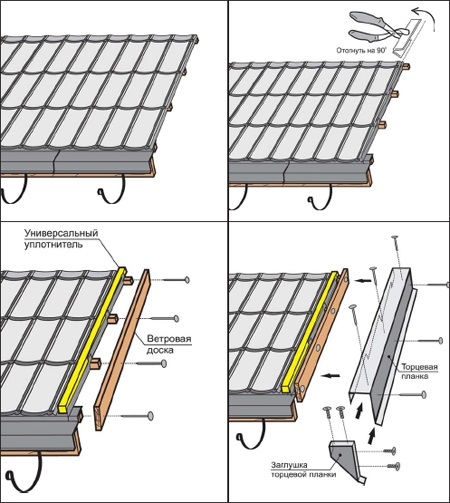 Отогнуть на 90°
Универсальный
уплотнитель
Ветровая
доска
Торцевая
планка
Заглушка
торцевой планки